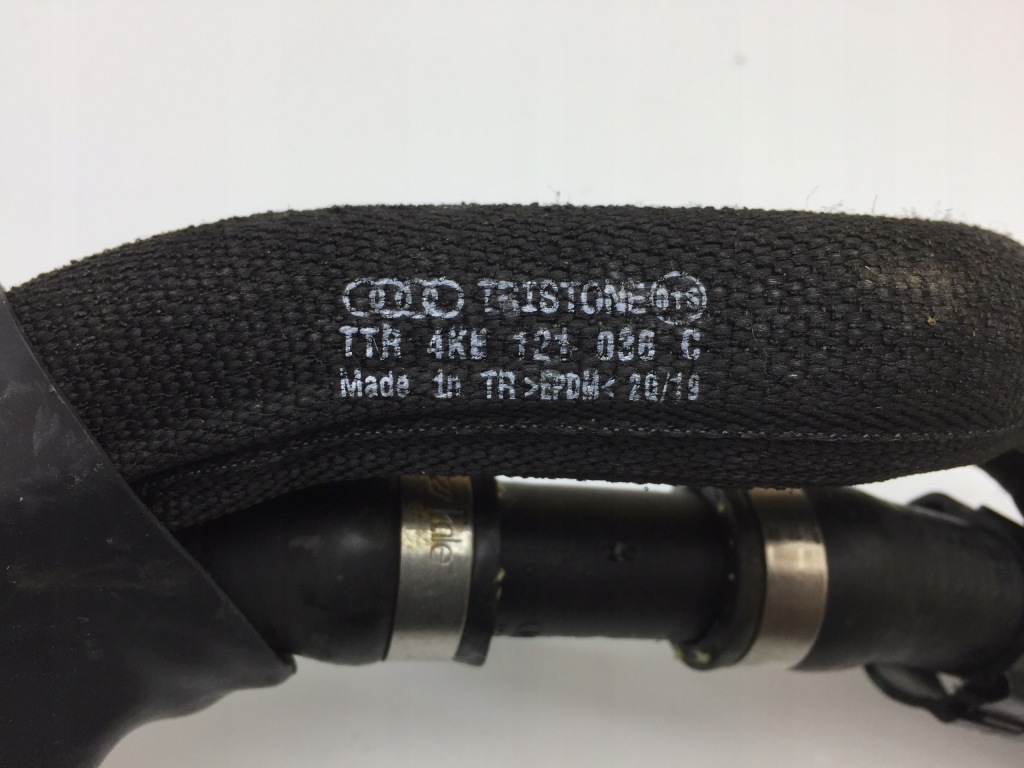 TRISTONE
TTR 4KE 121 036 C
Made in TR >EPDM< 20/19